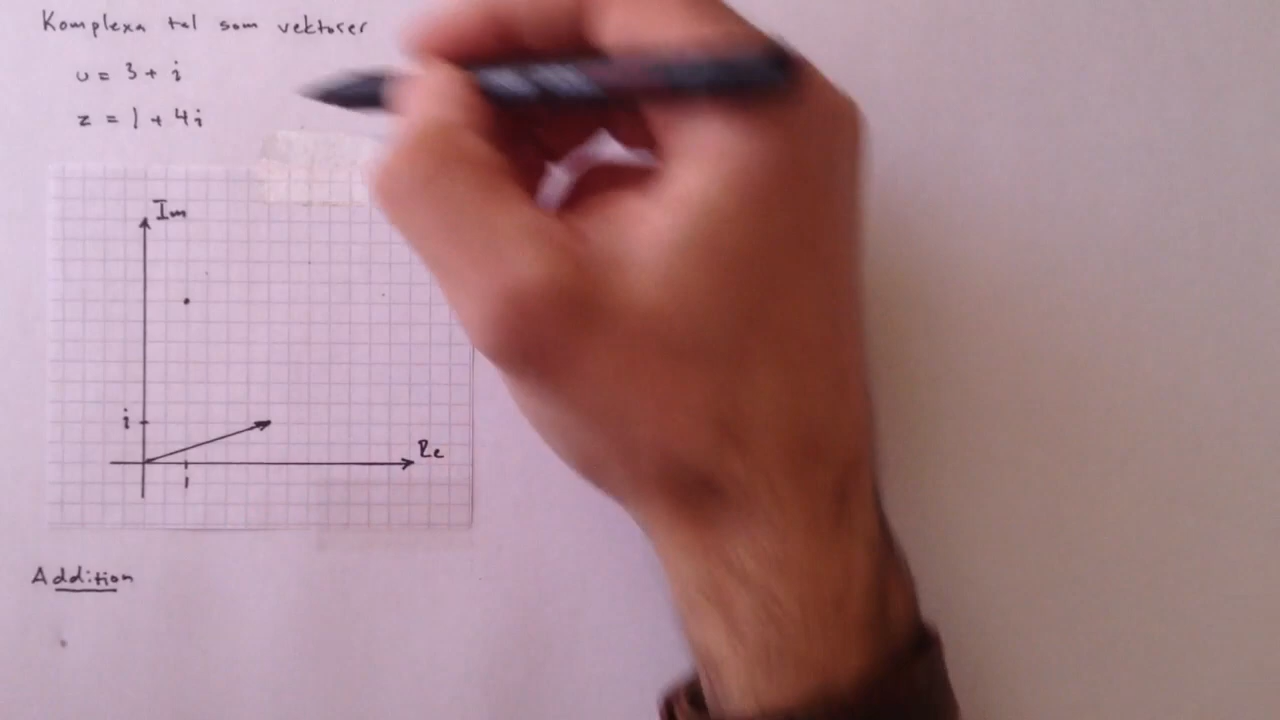 Komplexa tal som vektorer
u = 3 + i
z = 1 + 4i
Im
i
Re
1
Addition